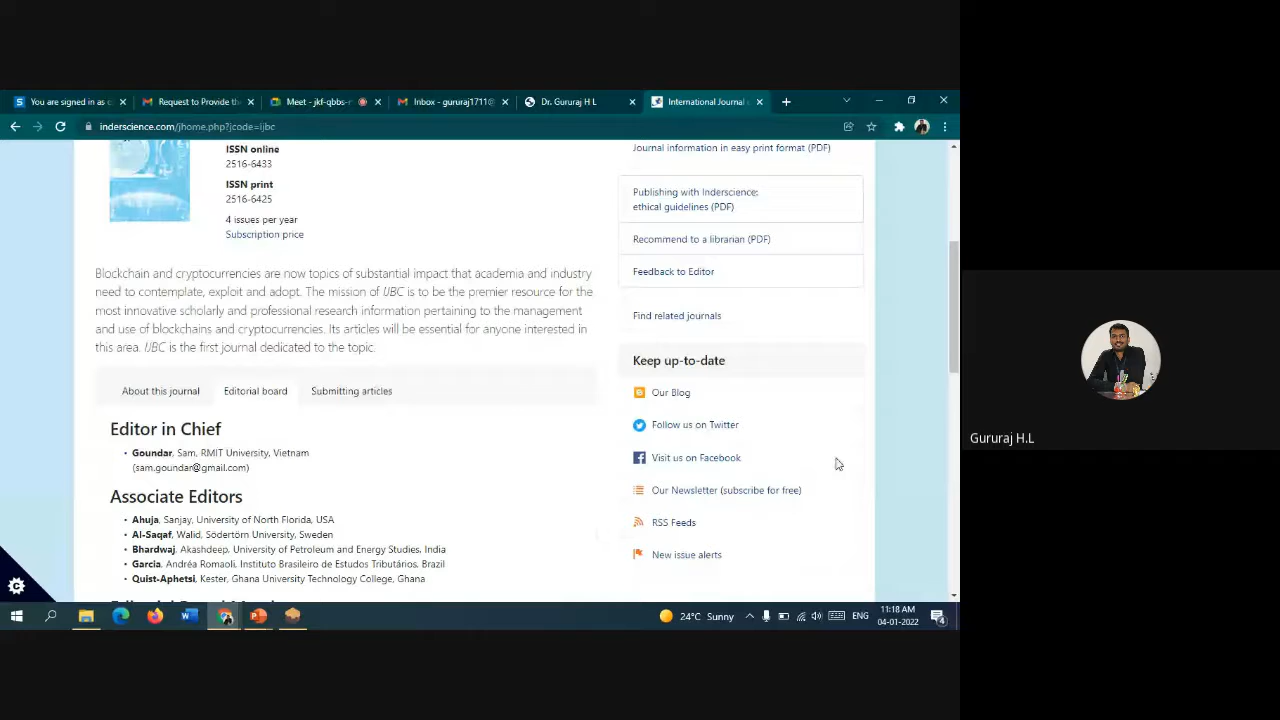 You are signed in as c
Request to Provide the
Meet - jkf-qbbs-
Inbox - gururaj1711@
Dr. Gururaj H L
International Journal
inderscience.com/jhome.php?jcode=ijbc
ISSN online
2516-6433
ISSN print
2516-6425
4 issues per year
Subscription price
Blockchain and cryptocurrencies are now topics of substantial impact that academia and industry
need to contemplate, exploit and adopt. The mission of IJBC is to be the premier resource for the
most innovative scholarly and professional research information pertaining to the management
and use of blockchains and cryptocurrencies. Its articles will be essential for anyone interested in
this area. IJBC is the first journal dedicated to the topic.
About this journal
Editorial board
Submitting articles
Editor in Chief
• Goundar, Sam, RMIT University, Vietnam
(sam.goundar@gmail.com)
Associate Editors
• Ahuja, Sanjay, University of North Florida, USA
• Al-Saqaf, Walid, Södertörn University, Sweden
• Bhardwaj, Akashdeep, University of Petroleum and Energy Studies, India
• Garcia, Andréa Romaoli, Instituto Brasileiro de Estudos Tributários, Brazil
• Quist-Aphetsi, Kester, Ghana University Technology College, Ghana
Journal information in easy print format (PDF)
Publishing with Inderscience:
ethical guidelines (PDF)
Recommend to a librarian (PDF)
Feedback to Editor
Find related journals
Keep up-to-date
Our Blog
Follow us on Twitter
Visit us on Facebook
Our Newsletter (subscribe for free)
RSS Feeds
New issue alerts
24°C Sunny
ENG
11:18 AM
04-01-2022
4
Gururaj H.L